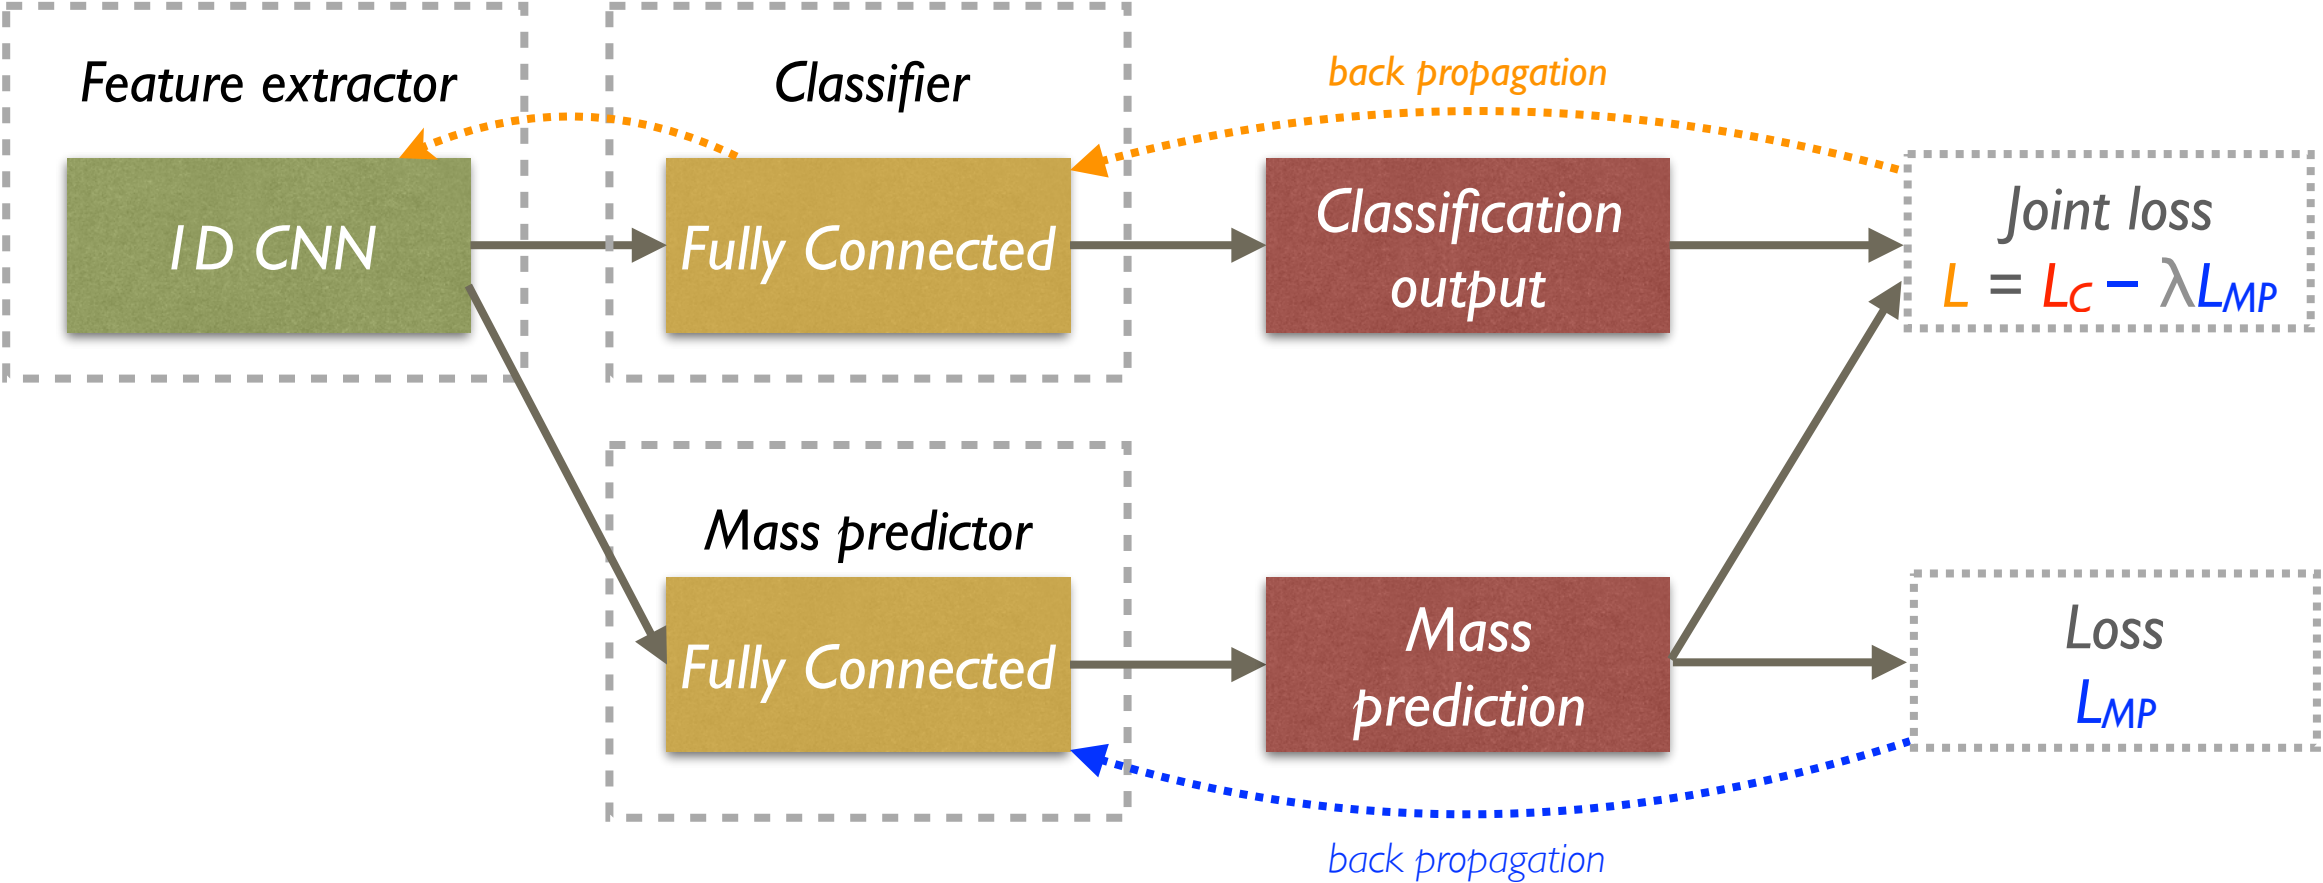 Feature extractor
Classifier
back propagation
1D CNN
Fully Connected
Classification
output
Joint loss
L = LC – λLMP
Mass predictor
Fully Connected
Mass
prediction
Loss
LMP
back propagation